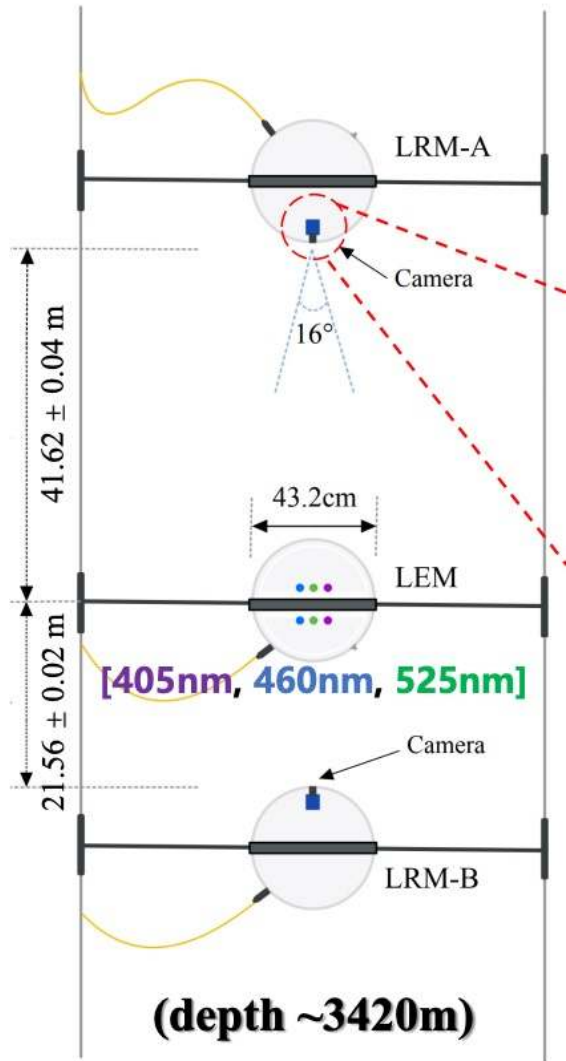 LRM-A
Camera
16°
41.62 ± 0.04 m
43.2cm
LEM
[405nm, 460nm, 525nm]
21.56 ± 0.02 m
Camera
LRM-B
(depth ~3420m)